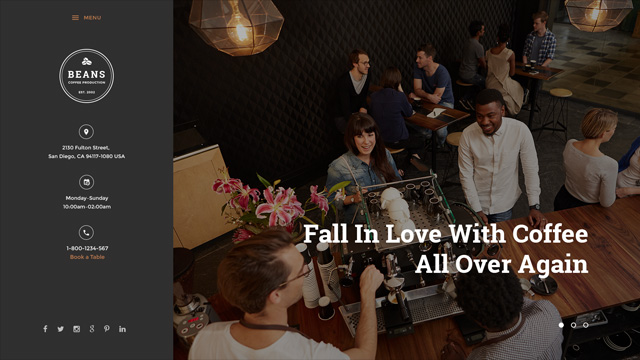 MENU
BEANS
COFFEE PRODUCTION
EST. 2002
2130 Fulton Street,
San Diego, CA 94117-1080 USA
Monday-Sunday
10:00am-02:00am
1-800-1234-567
Book a Table
Fall In Love With Coffee
All Over Again